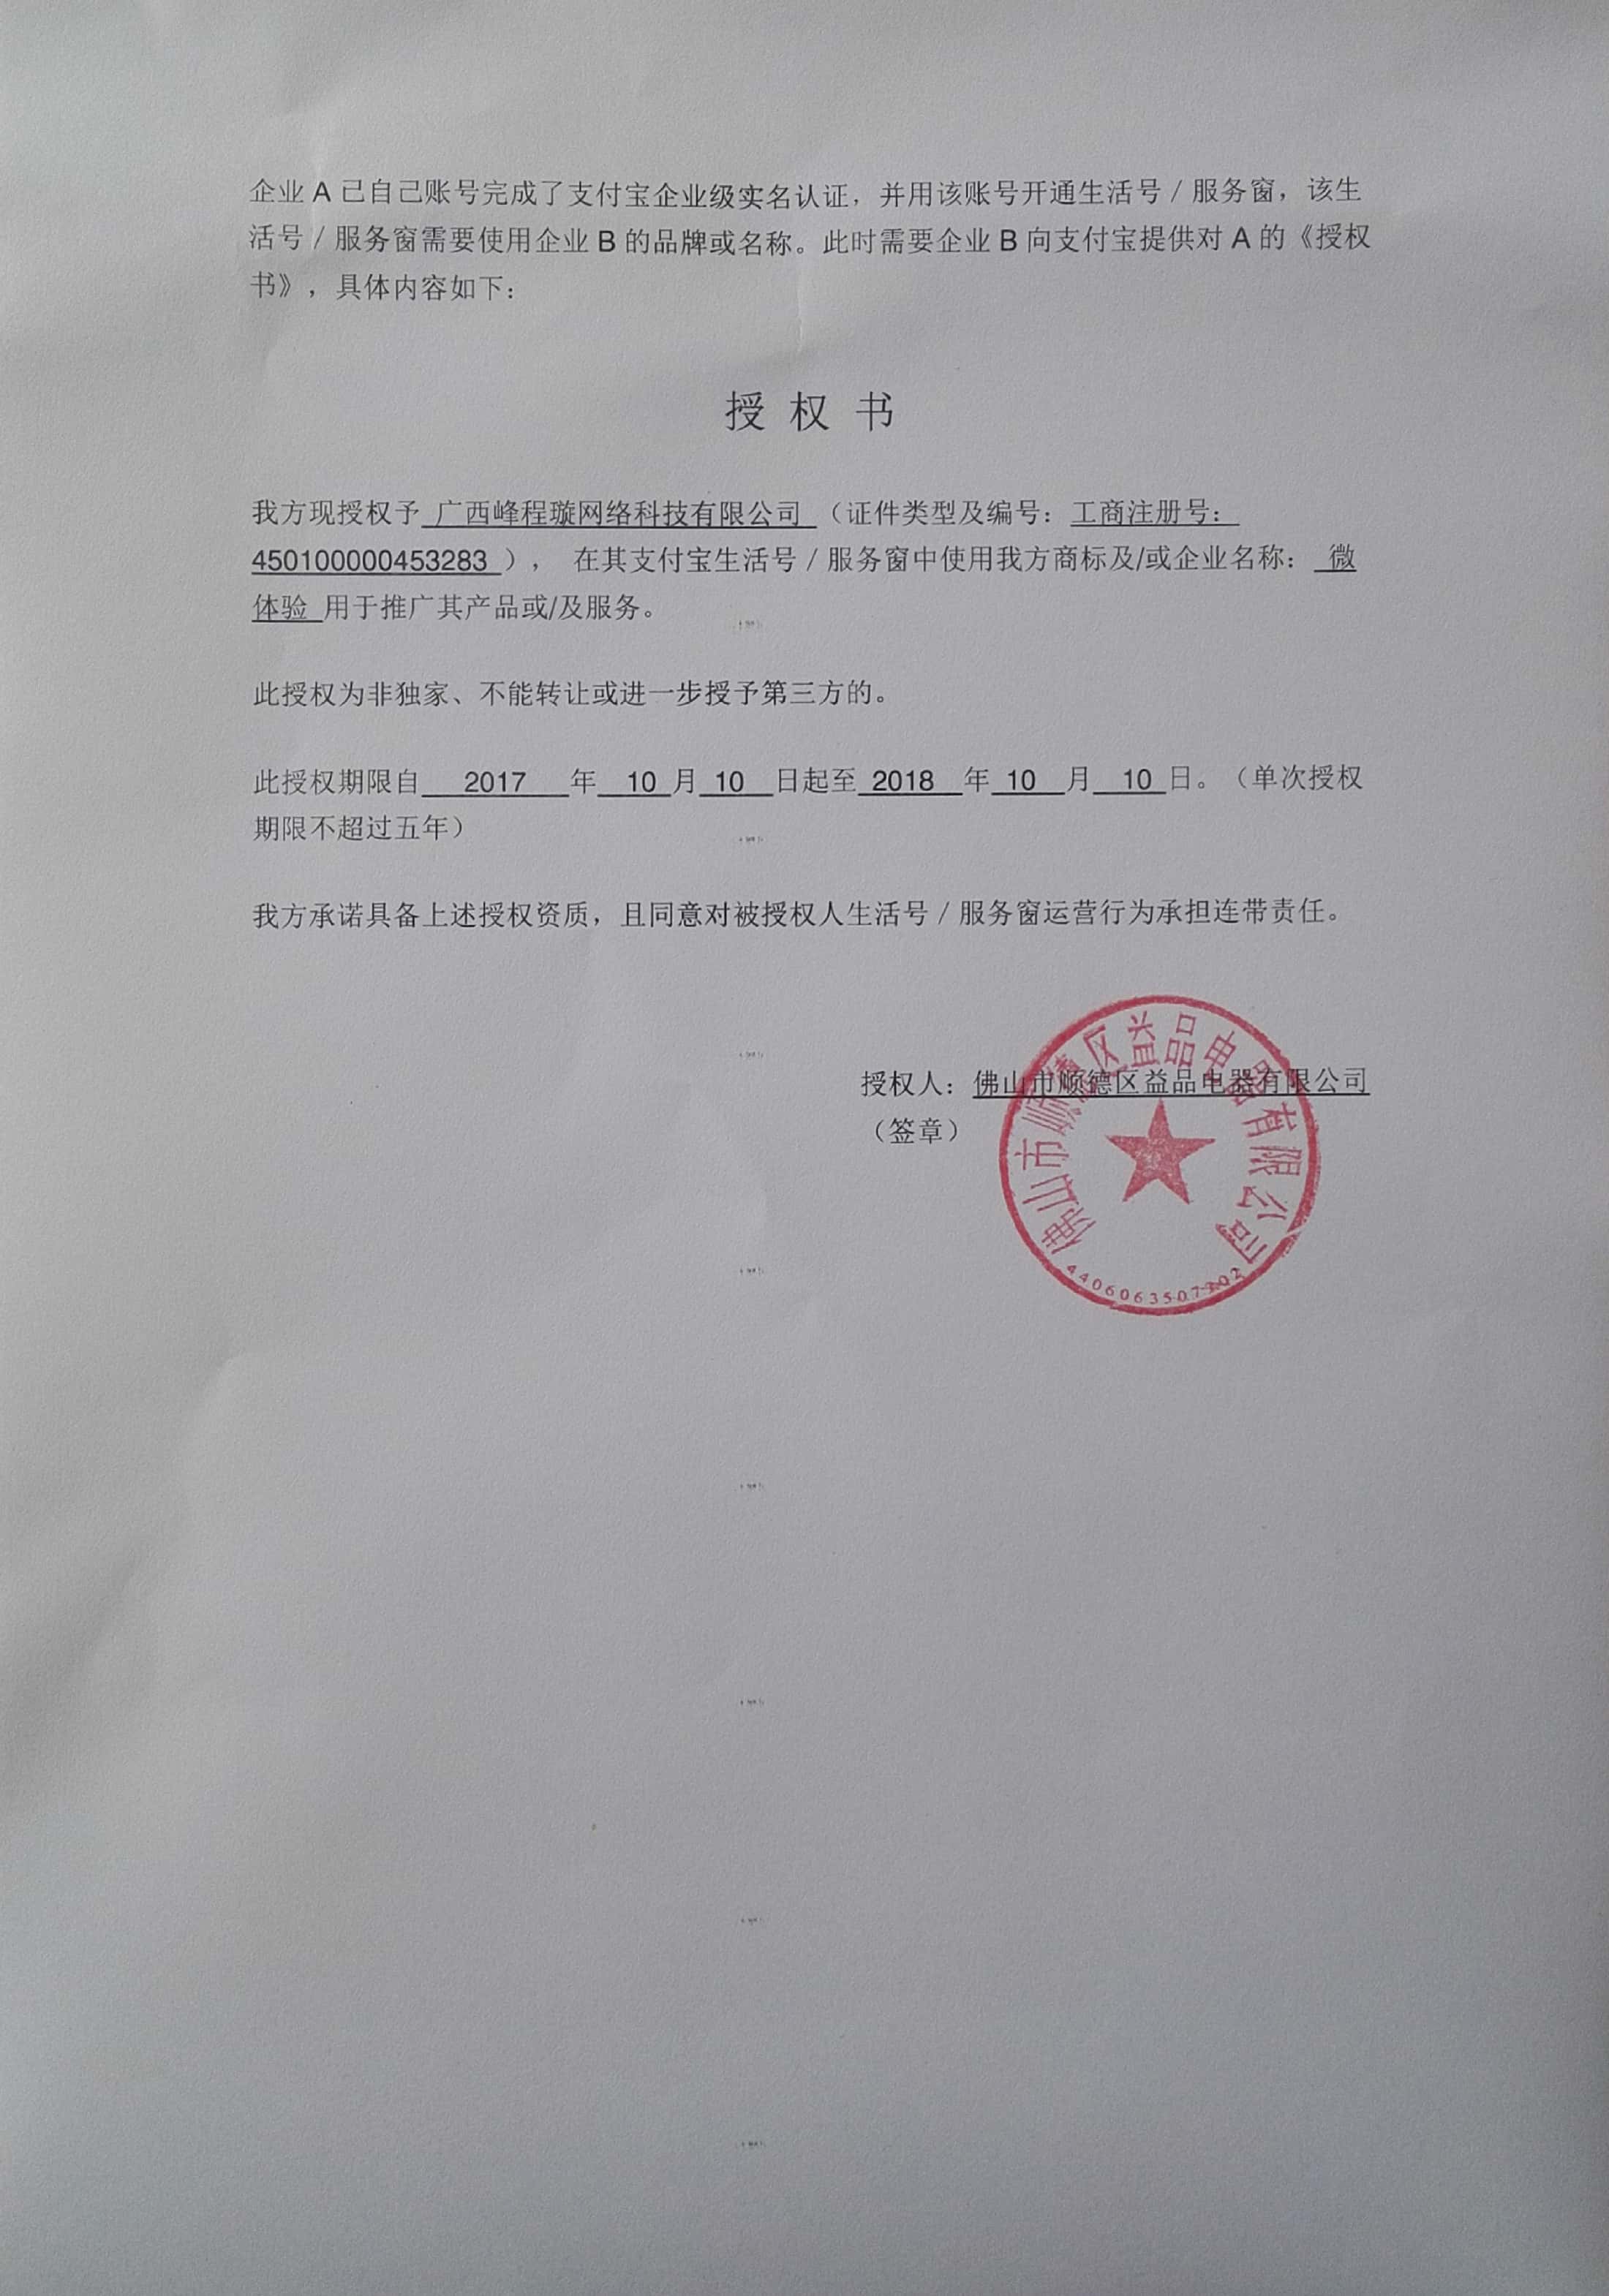 企业 A 已自己账号完成了支付宝企业级实名认证，并用该账号开通生活号 / 服务窗，该生
活号 / 服务窗需要使用企业 B 的品牌或名称。此时需要企业 B 向支付宝提供对 A 的《授权
书》，具体内容如下：
授 权 书
我方现授权予 广西峰程璇网络科技有限公司 （证件类型及编号：工商注册号：
450100000453283 ）， 在其支付宝生活号 / 服务窗中使用我方商标及/或企业名称： 微
体验 用于推广其产品或/及服务。
此授权为非独家、不能转让或进一步授予第三方的。
此授权期限自 2017 年 10 月 10 日起至 2018 年 10 月 10 日。（单次授权
期限不超过五年）
我方承诺具备上述授权资质，且同意对被授权人生活号 / 服务窗运营行为承担连带责任。
授权人：佛山市顺德区益品电器有限公司
（签章）
佛山市顺德区益品电器有限公司
4406063507302